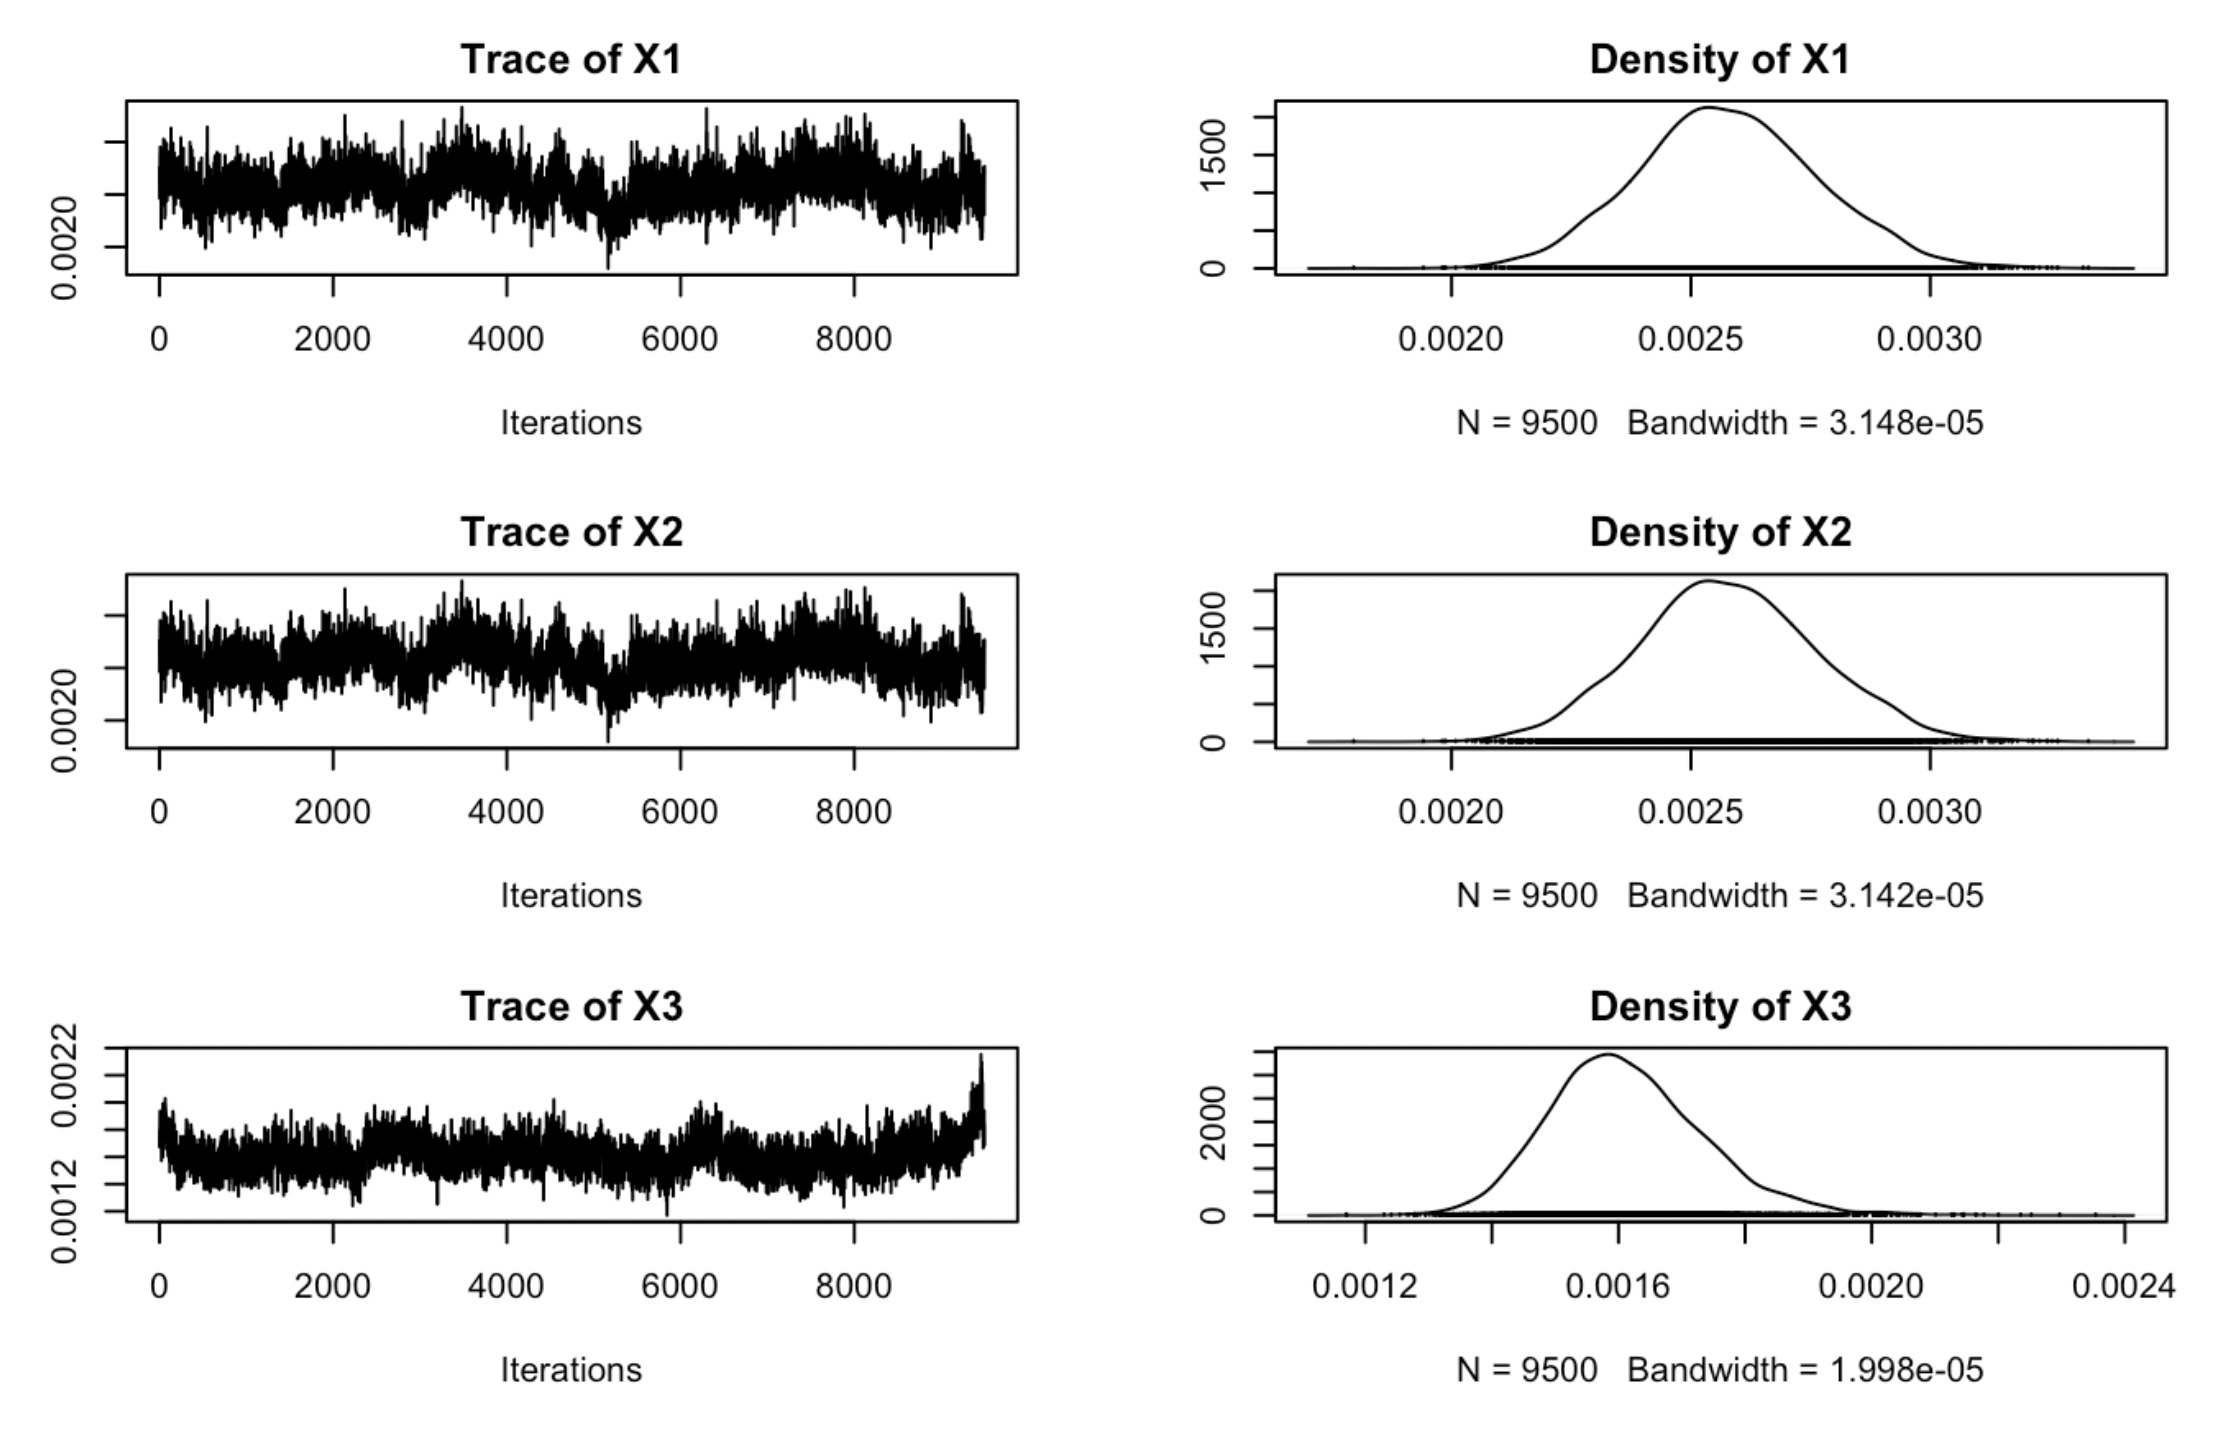 Trace of X1
0.0020
0 2000 4000 6000 8000
Iterations
Density of X1
0 1500
0.0020 0.0025 0.0030
N = 9500 Bandwidth = 3.148e-05
Trace of X2
0.0020
0 2000 4000 6000 8000
Iterations
Density of X2
0 1500
0.0020 0.0025 0.0030
N = 9500 Bandwidth = 3.142e-05
Trace of X3
0.0012 0.0022
0 2000 4000 6000 8000
Iterations
Density of X3
0 2000
0.0012 0.0016 0.0020 0.0024
N = 9500 Bandwidth = 1.998e-05